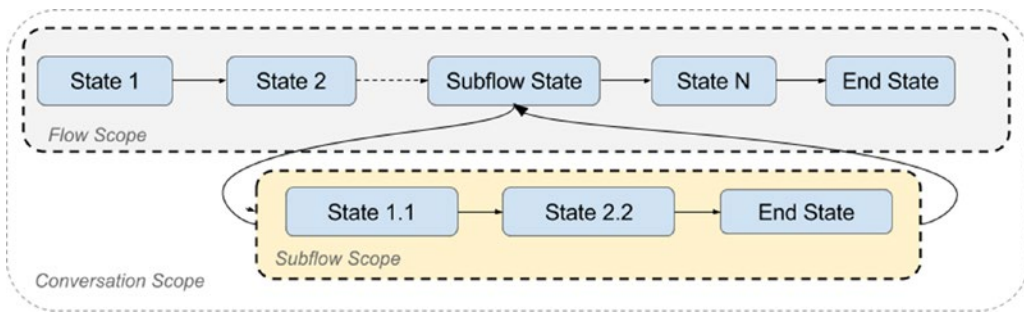 State 1
State 2
Subflow State
State N
End State
Flow Scope
State 1.1
State 2.2
End State
Subflow Scope
Conversation Scope